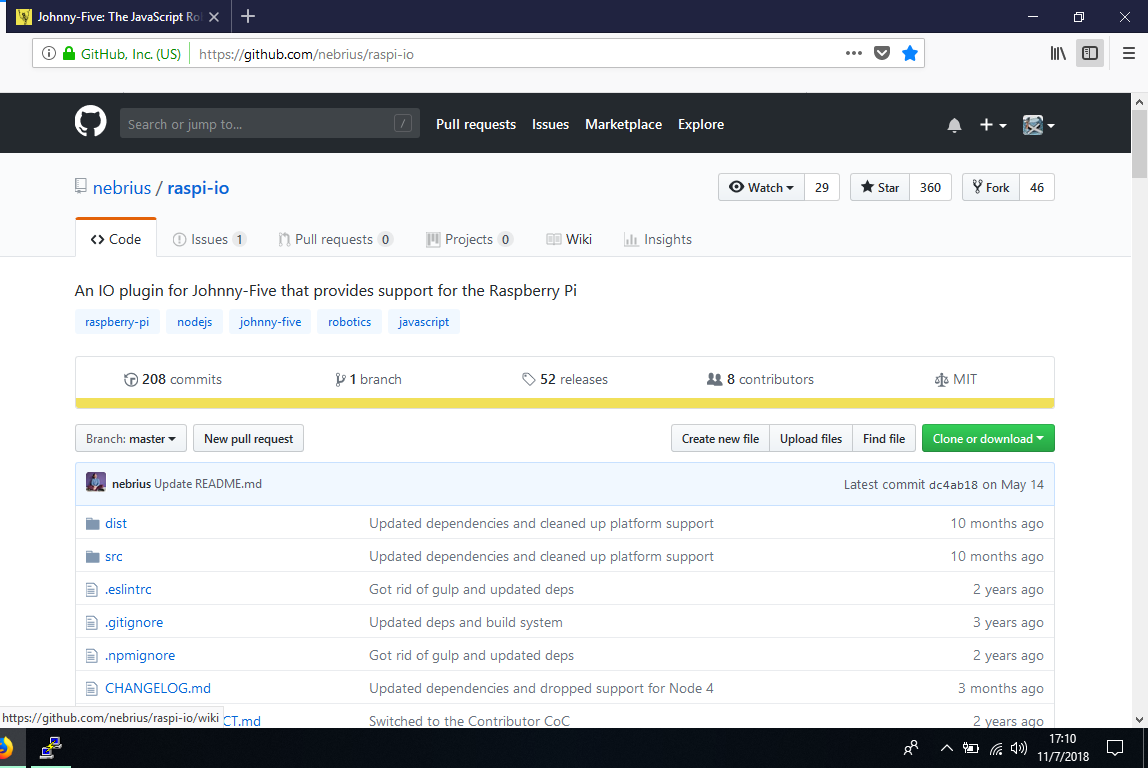 Johnny-Five: The JavaScript Ro
GitHub, Inc. (US) https://github.com/nebrius/raspi-io
Search or jump to... / Pull requests Issues Marketplace Explore
nebrius / raspi-io Watch 29 Star 360 Fork 46
Code Issues 1 Pull requests 0 Projects 0 Wiki Insights
An IO plugin for Johnny-Five that provides support for the Raspberry Pi
raspberry-pi nodejs johnny-five robotics javascript
208 commits 1 branch 52 releases 8 contributors MIT
Branch: master New pull request Create new file Upload files Find file Clone or download
nebrius Update README.md Latest commit dc4ab18 on May 14
dist Updated dependencies and cleaned up platform support 10 months ago
src Updated dependencies and cleaned up platform support 10 months ago
.eslintrc Got rid of gulp and updated deps 2 years ago
.gitignore Updated deps and build system 3 years ago
.npmignore Got rid of gulp and updated deps 2 years ago
CHANGELOG.md Updated dependencies and dropped support for Node 4 3 months ago
https://github.com/nebrius/raspi-io/wiki CT.md Switched to the Contributor CoC 2 years ago
17:10
11/7/2018